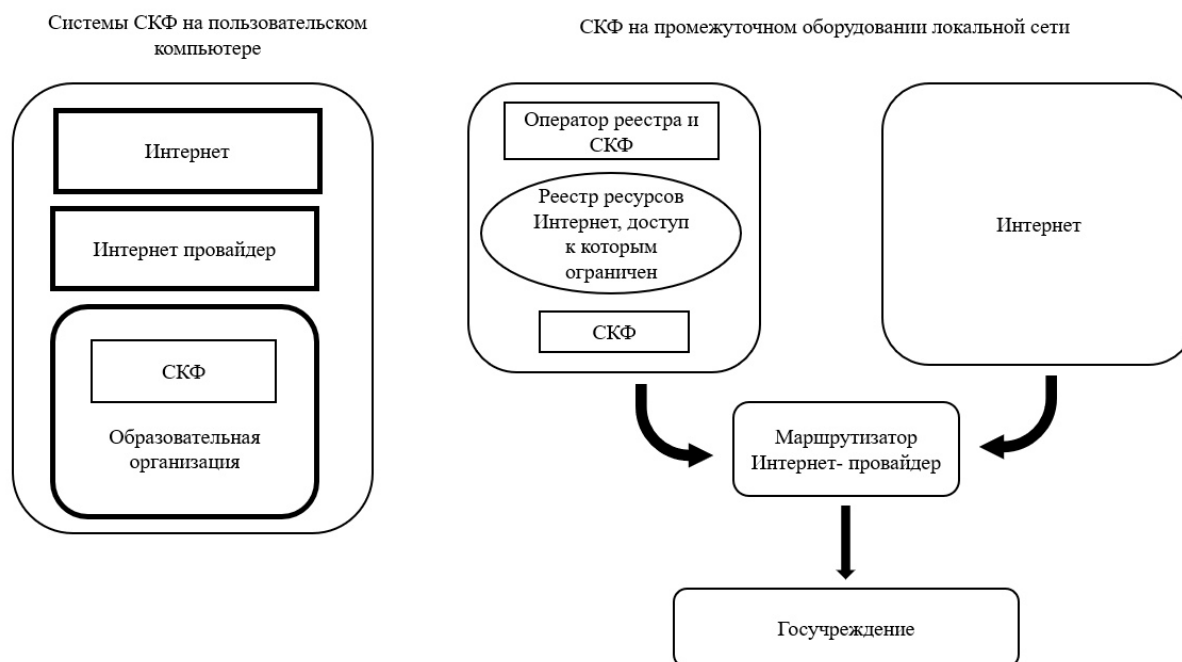 Системы СКФ на пользовательском
компьютере
Интернет
Интернет провайдер
СКФ
Образовательная
организация
СКФ на промежуточном оборудовании локальной сети
Оператор реестра и
СКФ
Реестр ресурсов
Интернет, доступ
к которым
ограничен
СКФ
Интернет
Маршрутизатор
Интернет- провайдер
Госучреждение